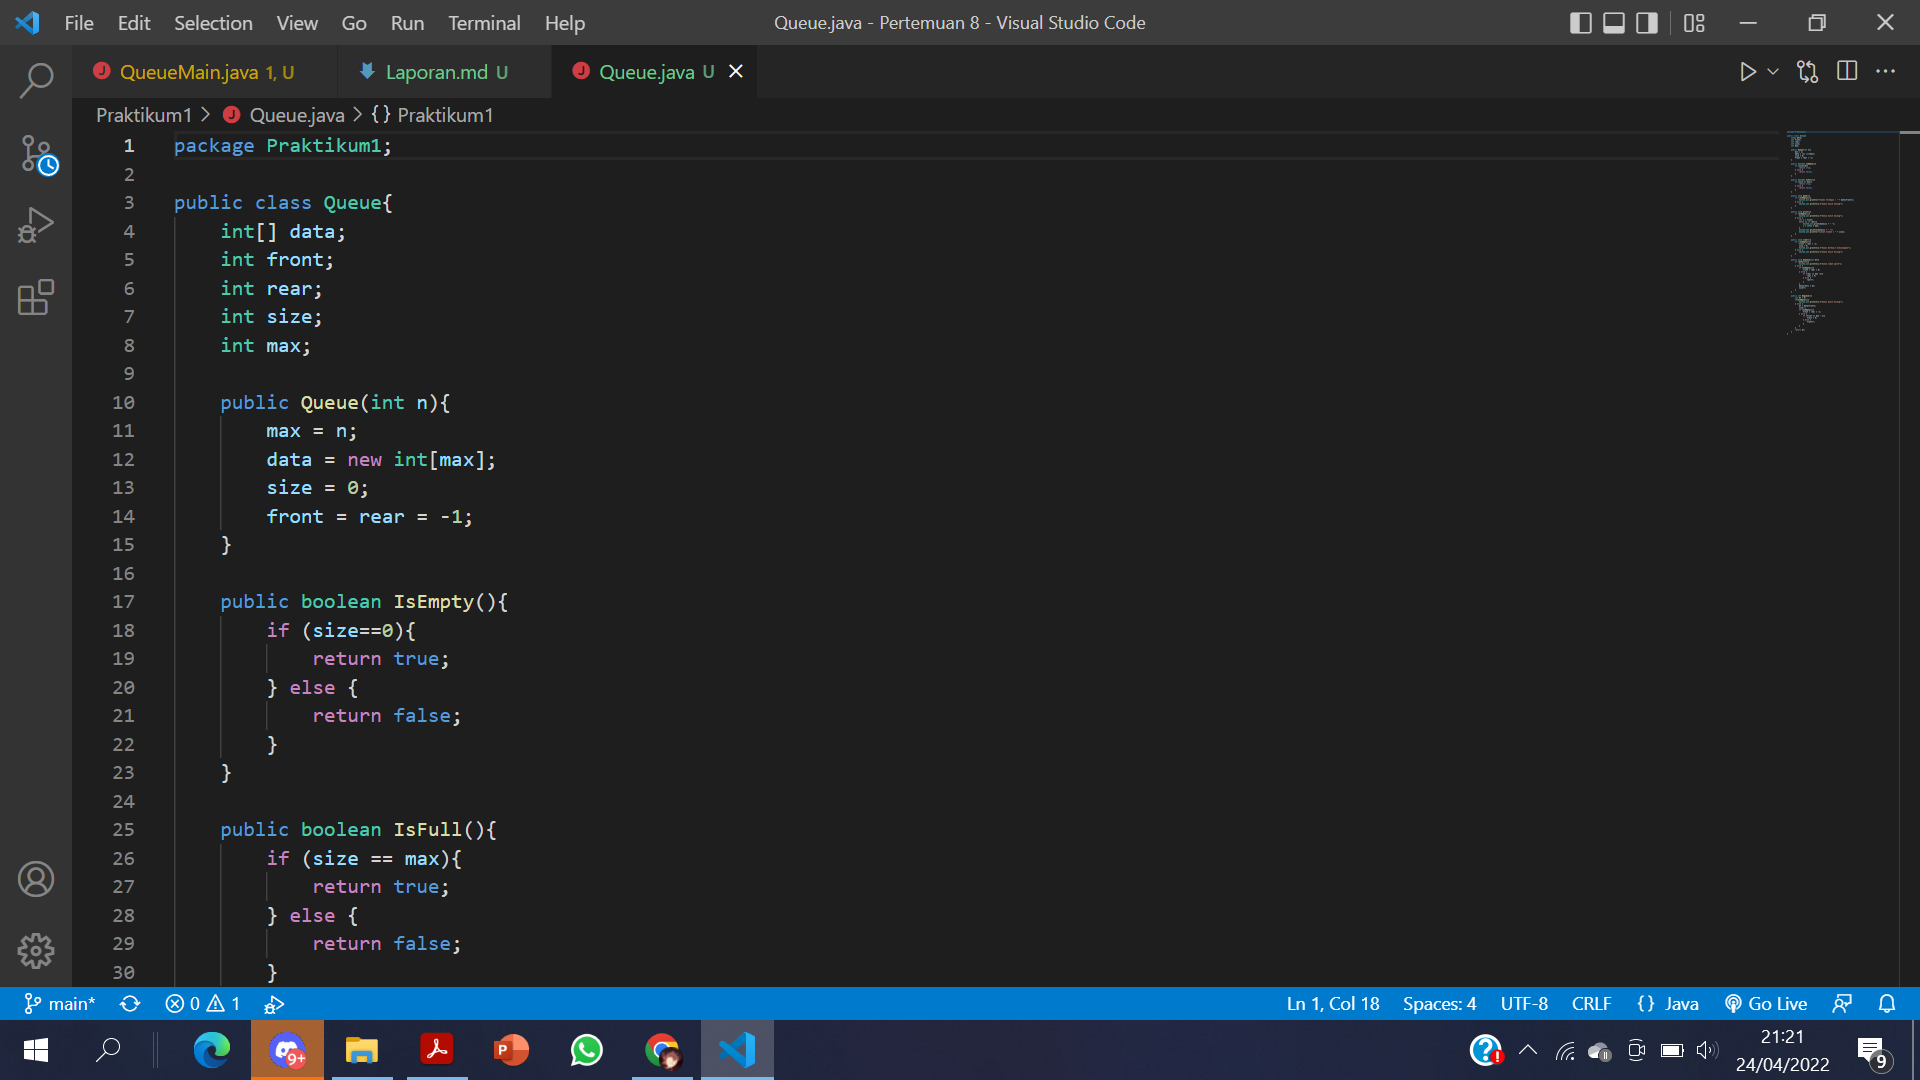 File Edit Selection View Go Run Terminal Help Queue.java - Pertemuan 8 - Visual Studio Code
QueueMain.java 1, U Laporan.md U Queue.java U
Praktikum1 > Queue.java > {} Praktikum1
1 package Praktikum1;
2
3 public class Queue{
4 int[] data;
5 int front;
6 int rear;
7 int size;
8 int max;
9
10 public Queue(int n){
11 max = n;
12 data = new int[max];
13 size = 0;
14 front = rear = -1;
15 }
16
17 public boolean IsEmpty(){
18 if (size==0){
19 return true;
20 } else {
21 return false;
22 }
23 }
24
25 public boolean IsFull(){
26 if (size == max){
27 return true;
28 } else {
29 return false;
30 }
main* 0 1 Ln 1, Col 18 Spaces: 4 UTF-8 CRLF {} Java Go Live
9+ 21:21
24/04/2022 9